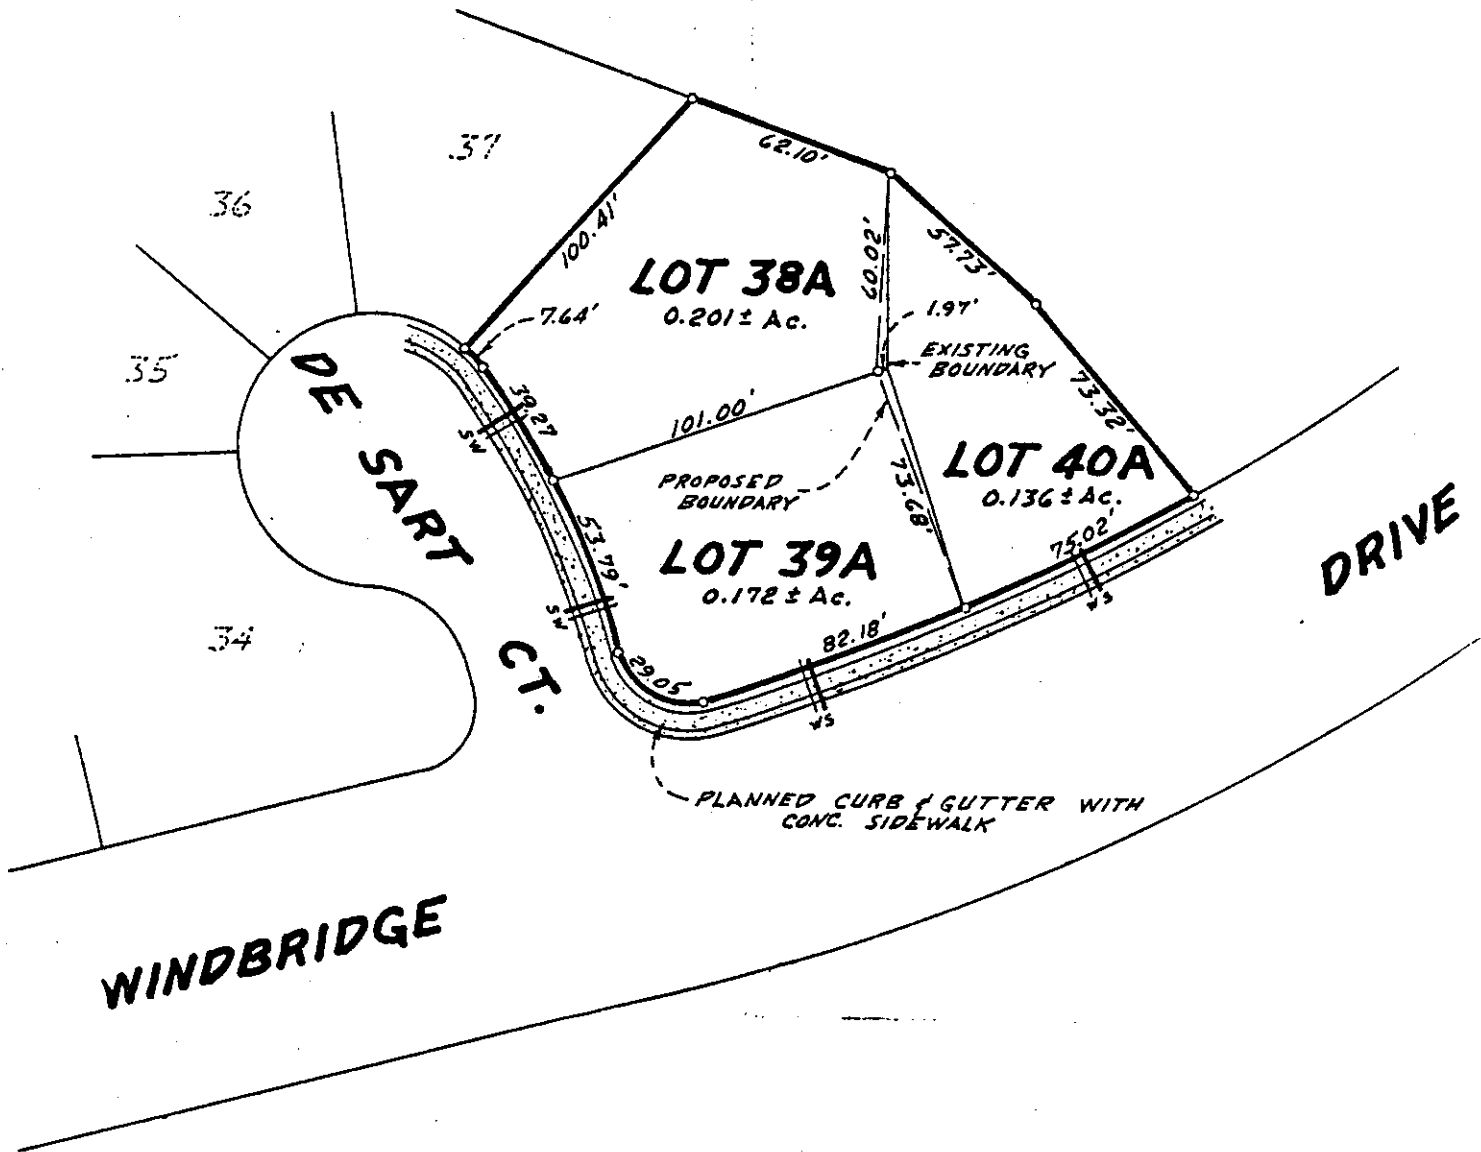 37
62.10'
36
100.41'
57.73'
60.02'
LOT 38A
0.201 ± Ac.
7.64'
1.97'
EXISTING
BOUNDARY
35
DE SART CT.
39.27
73.32'
101.00'
SW
LOT 40A
0.136 ± Ac.
PROPOSED
BOUNDARY
73.68'
53.79'
75.02'
LOT 39A
0.172 ± Ac.
DRIVE
SW
WS
34
82.18'
29.05
WS
PLANNED CURB & GUTTER WITH
CONC. SIDEWALK
WINDBRIDGE